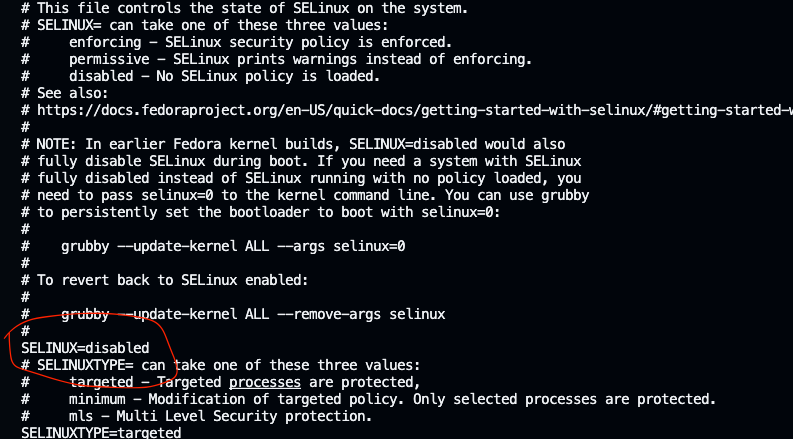 # This file controls the state of SELinux on the system.
# SELINUX= can take one of these three values:
#     enforcing - SELinux security policy is enforced.
#     permissive - SELinux prints warnings instead of enforcing.
#     disabled - No SELinux policy is loaded.
# See also:
# https://docs.fedoraproject.org/en-US/quick-docs/getting-started-with-selinux/#getting-started-w
#
# NOTE: In earlier Fedora kernel builds, SELINUX=disabled would also
# fully disable SELinux during boot. If you need a system with SELinux
# fully disabled instead of SELinux running with no policy loaded, you
# need to pass selinux=0 to the kernel command line. You can use grubby
# to persistently set the bootloader to boot with selinux=0:
#
#    grubby --update-kernel ALL --args selinux=0
#
# To revert back to SELinux enabled:
#
#    grubby --update-kernel ALL --remove-args selinux
#
SELINUX=disabled
# SELINUXTYPE= can take one of these three values:
#     targeted - Targeted processes are protected,
#     minimum - Modification of targeted policy. Only selected processes are protected.
#     mls - Multi Level Security protection.
SELINUXTYPE=targeted